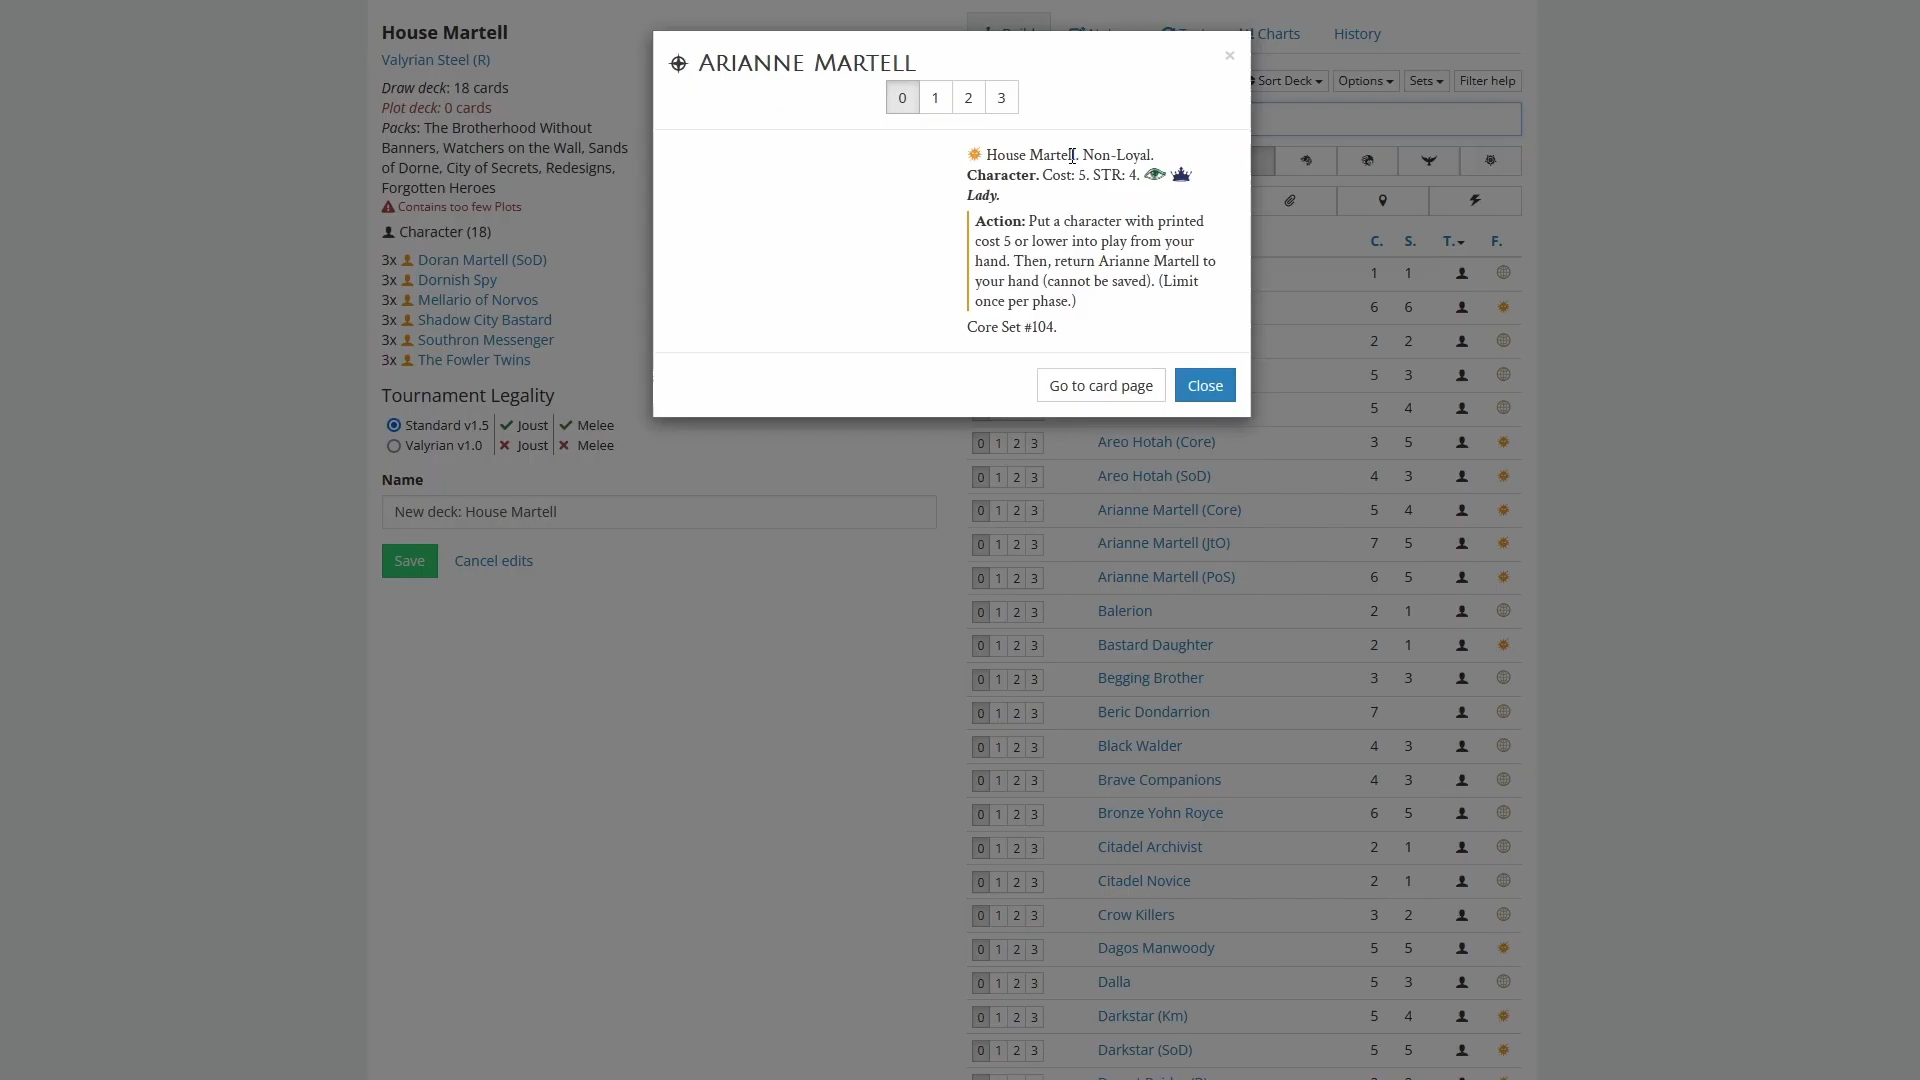 House Martell
Valyrian Steel (R)
Draw deck: 18 cards
Plot deck: 0 cards
Packs: The Brotherhood Without
Banners, Watchers on the Wall, Sands
of Dorne, City of Secrets, Redesigns,
Forgotten Heroes
Contains too few Plots
Character (18)
3x Doran Martell (SoD)
3x Dornish Spy
3x Mellario of Norvos
3x Shadow City Bastard
3x Southron Messenger
3x The Fowler Twins
Tournament Legality
Standard v1.5 Joust Melee
Valyrian v1.0 Joust Melee
Name
New deck: House Martell
Save Cancel edits
ARIANNE MARTELL ×
0 1 2 3
House Martell. Non-Loyal.
Character. Cost: 5. STR: 4.
Lady.
Action: Put a character with printed
cost 5 or lower into play from your
hand. Then, return Arianne Martell to
your hand (cannot be saved). (Limit
once per phase.)
Core Set #104.
Go to card page Close
Charts History
Sort Deck Options Sets Filter help
C. S. T. F.
1 1
6 6
2 2
5 3
5 4
0 1 2 3 Areo Hotah (Core) 3 5
0 1 2 3 Areo Hotah (SoD) 4 3
0 1 2 3 Arianne Martell (Core) 5 4
0 1 2 3 Arianne Martell (JtO) 7 5
0 1 2 3 Arianne Martell (PoS) 6 5
0 1 2 3 Balerion 2 1
0 1 2 3 Bastard Daughter 2 1
0 1 2 3 Begging Brother 3 3
0 1 2 3 Beric Dondarrion 7
0 1 2 3 Black Walder 4 3
0 1 2 3 Brave Companions 4 3
0 1 2 3 Bronze Yohn Royce 6 5
0 1 2 3 Citadel Archivist 2 1
0 1 2 3 Citadel Novice 2 1
0 1 2 3 Crow Killers 3 2
0 1 2 3 Dagos Manwoody 5 5
0 1 2 3 Dalla 5 3
0 1 2 3 Darkstar (Km) 5 4
0 1 2 3 Darkstar (SoD) 5 5